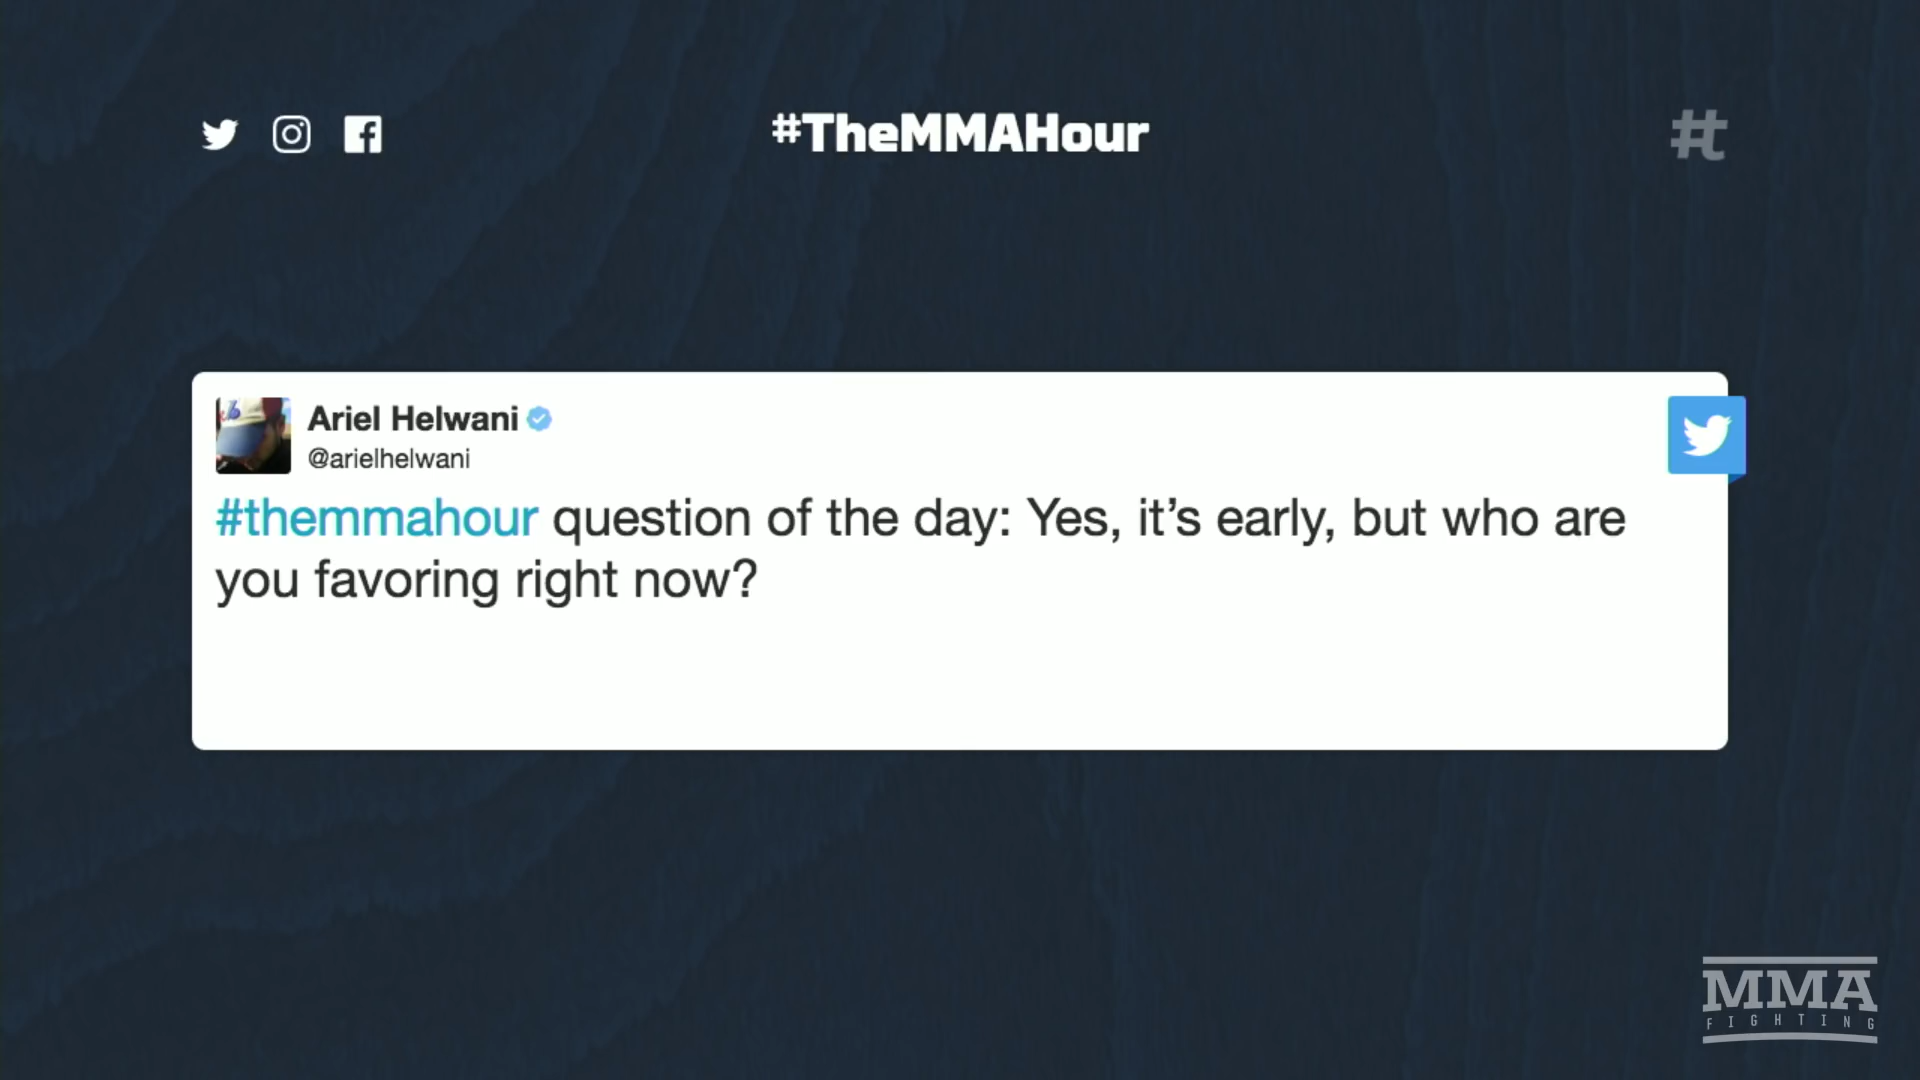 #TheMMAHour
Ariel Helwani
@arielhelwani
#themmahour question of the day: Yes, it’s early, but who are
you favoring right now?
MMA
FIGHTING